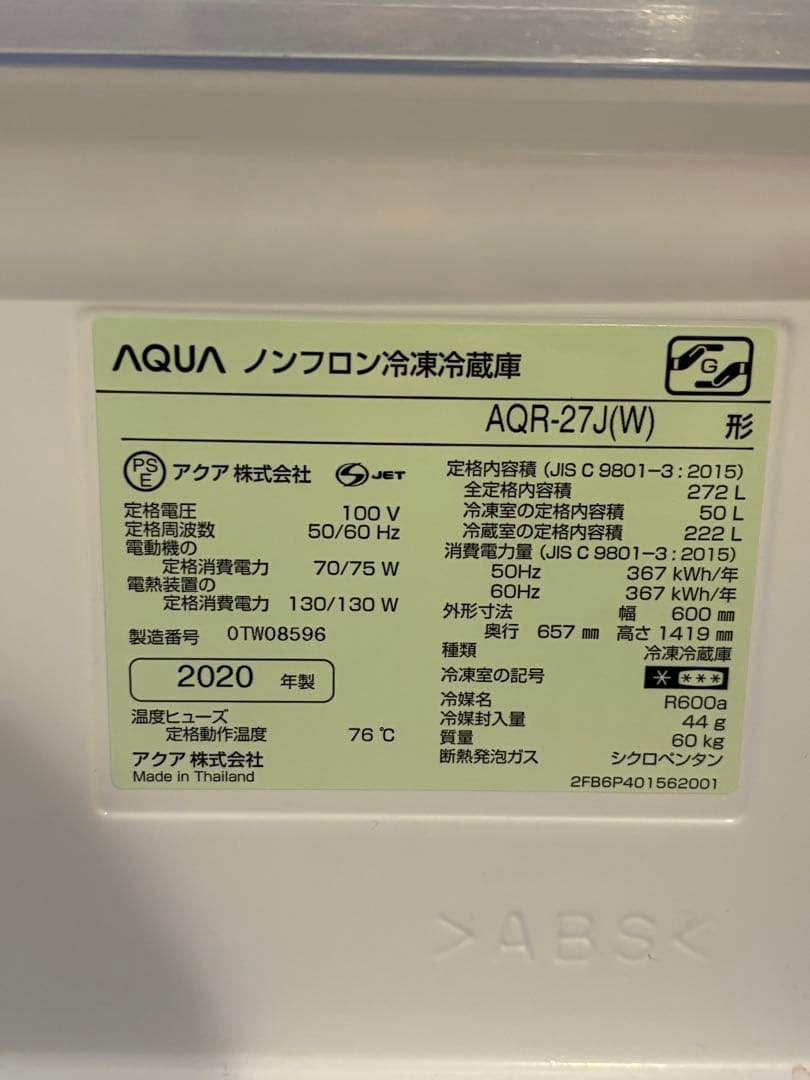 AQUA ノンフロン冷凍冷蔵庫
G
AQR-27J(W) 形
PS
E
アクア 株式会社 JET
定格電圧 100 V
定格周波数 50/60 Hz
電動機の
定格消費電力 70/75 W
電熱装置の
定格消費電力 130/130 W
製造番号 0TW08596
2020 年製
温度ヒューズ
定格動作温度 76 ℃
アクア 株式会社
Made in Thailand
定格内容積 (JIS C 9801-3 : 2015)
全定格内容積 272 L
冷凍室の定格内容積 50 L
冷蔵室の定格内容積 222 L
消費電力量 (JIS C 9801-3 : 2015)
50Hz 367 kWh/年
60Hz 367 kWh/年
外形寸法 幅 600 ㎜
奥行 657 ㎜ 高さ 1419 ㎜
種類 冷凍冷蔵庫
冷凍室の記号 * ***
冷媒名 R600a
冷媒封入量 44 g
質量 60 kg
断熱発泡ガス シクロペンタン
2FB6P401562001
>ABS<